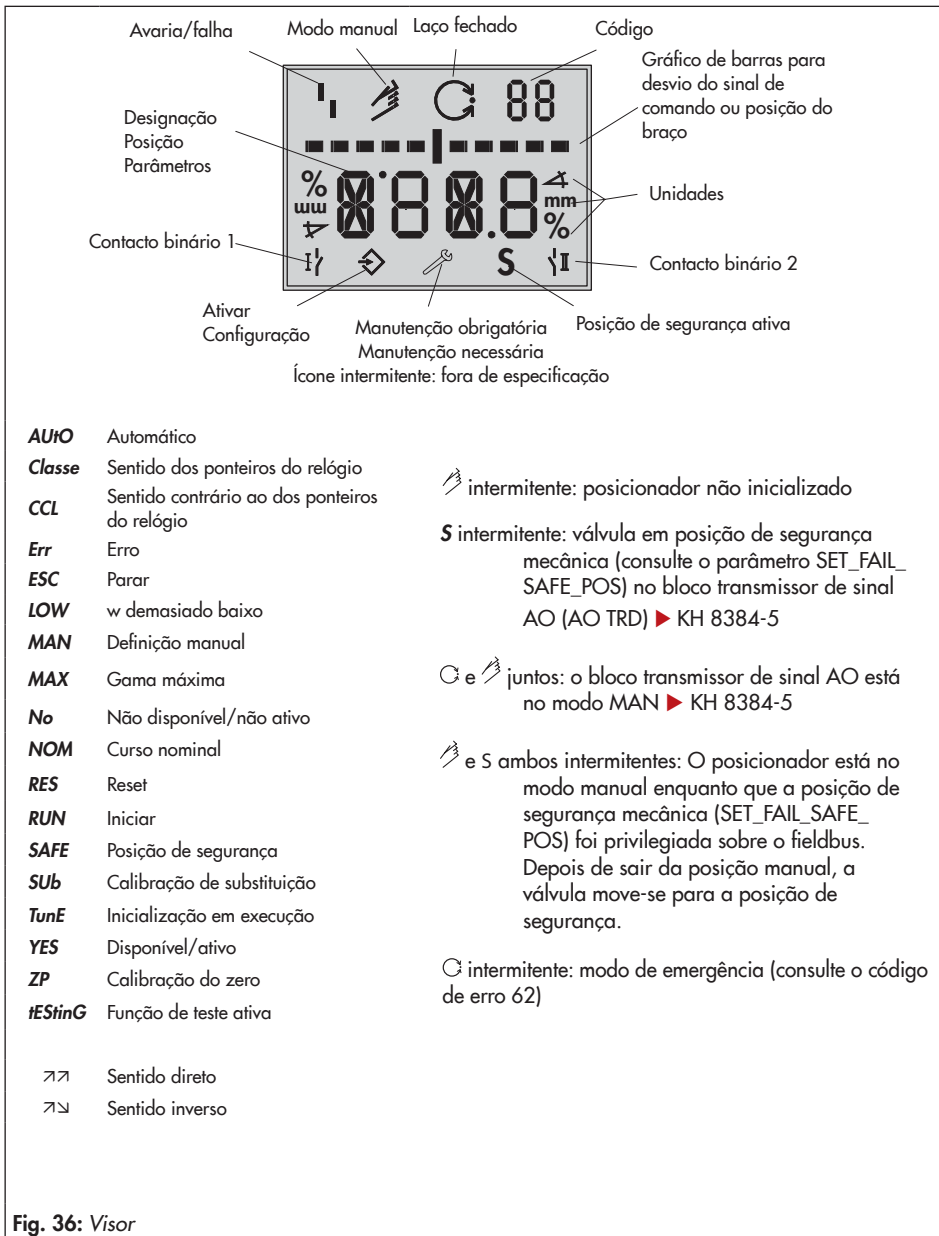 Avaria/falha
Modo manual
Laço fechado
Código
Gráfico de barras para
desvio do sinal de
comando ou posição do
braço
Designação
Posição
Parâmetros
88
% 8.8 8.8 mm
mm %
Unidades
Contacto binário 1
I S II
Contacto binário 2
Ativar
Configuração
Manutenção obrigatória
Manutenção necessária
Ícone intermitente: fora de especificação
Posição de segurança ativa
AUtO Automático
Classe Sentido dos ponteiros do relógio
CCL Sentido contrário ao dos ponteiros
do relógio
Err Erro
ESC Parar
LOW w demasiado baixo
MAN Definição manual
MAX Gama máxima
No Não disponível/não ativo
NOM Curso nominal
RES Reset
RUN Iniciar
SAFE Posição de segurança
SUb Calibração de substituição
TunE Inicialização em execução
YES Disponível/ativo
ZP Calibração do zero
tEStinG Função de teste ativa
↗↗ Sentido direto
↗↘ Sentido inverso
intermitente: posicionador não inicializado
S intermitente: válvula em posição de segurança
mecânica (consulte o parâmetro SET_FAIL_
SAFE_POS) no bloco transmissor de sinal
AO (AO TRD) ▶ KH 8384-5
e juntos: o bloco transmissor de sinal AO está
no modo MAN ▶ KH 8384-5
e S ambos intermitentes: O posicionador está no
modo manual enquanto que a posição de
segurança mecânica (SET_FAIL_SAFE_
POS) foi privilegiada sobre o fieldbus.
Depois de sair da posição manual, a
válvula move-se para a posição de
segurança.
intermitente: modo de emergência (consulte o código
de erro 62)
Fig. 36: Visor